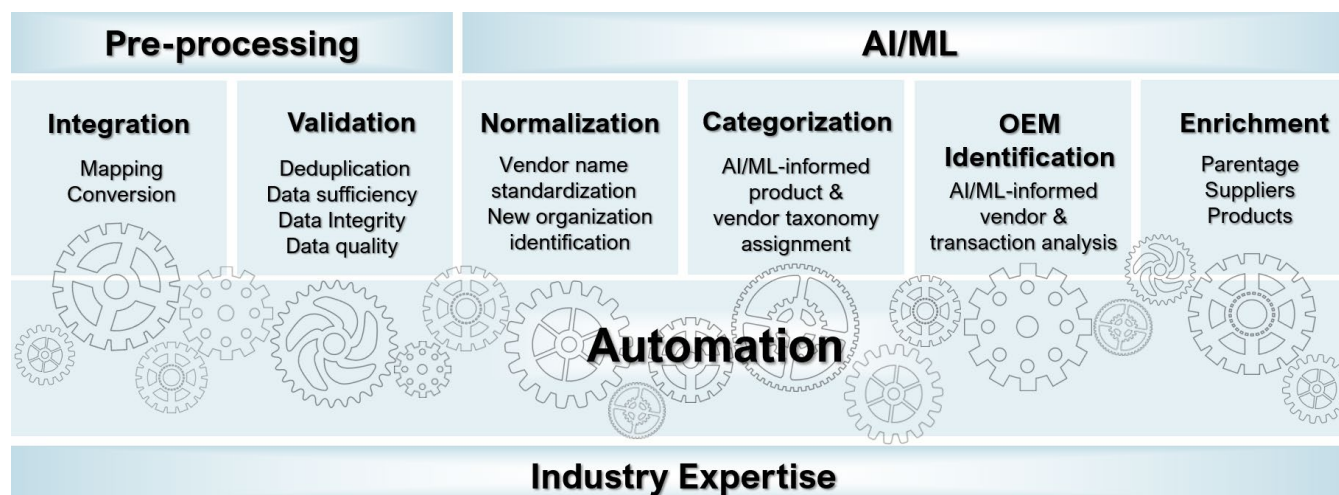 Pre-processing
AI/ML
Integration
Mapping
Conversion
Validation
Deduplication
Data sufficiency
Data Integrity
Data quality
Normalization
Vendor name
standardization
New organization
identification
Categorization
AI/ML-informed
product &
vendor taxonomy
assignment
OEM
Identification
AI/ML-informed
vendor &
transaction analysis
Enrichment
Parentage
Suppliers
Products
Automation
Industry Expertise